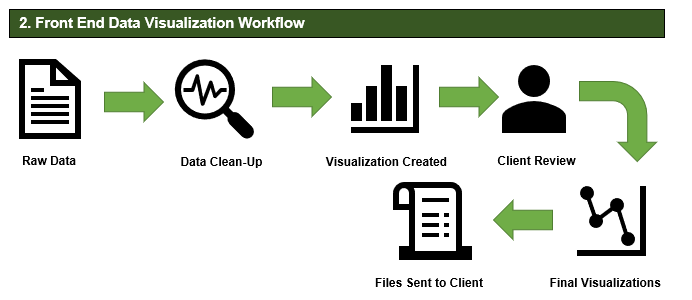 2. Front End Data Visualization Workflow
Raw Data
Data Clean-Up
Visualization Created
Client Review
Final Visualizations
Files Sent to Client